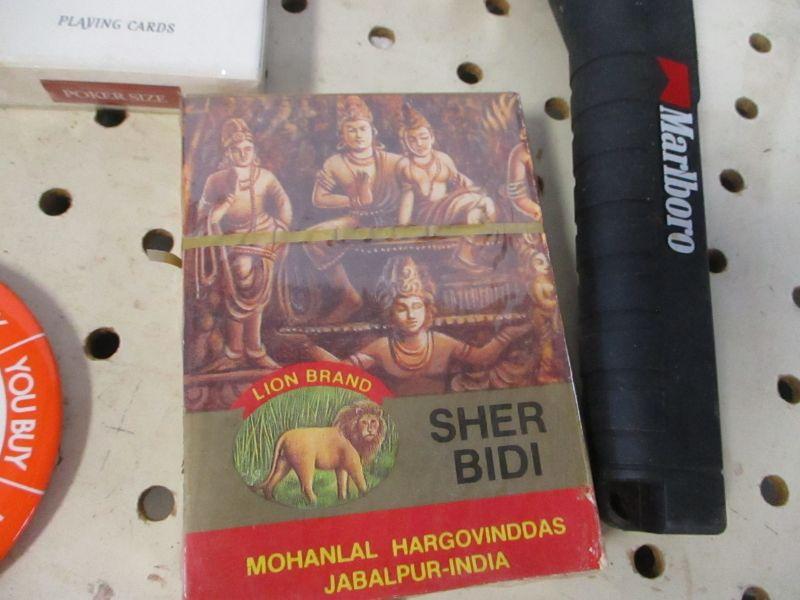 PLAYING CARDS
POKER SIZE
Marlboro
YOU BUY
LION BRAND
SHER
BIDI
MOHANLAL HARGOVINDDAS
JABALPUR-INDIA